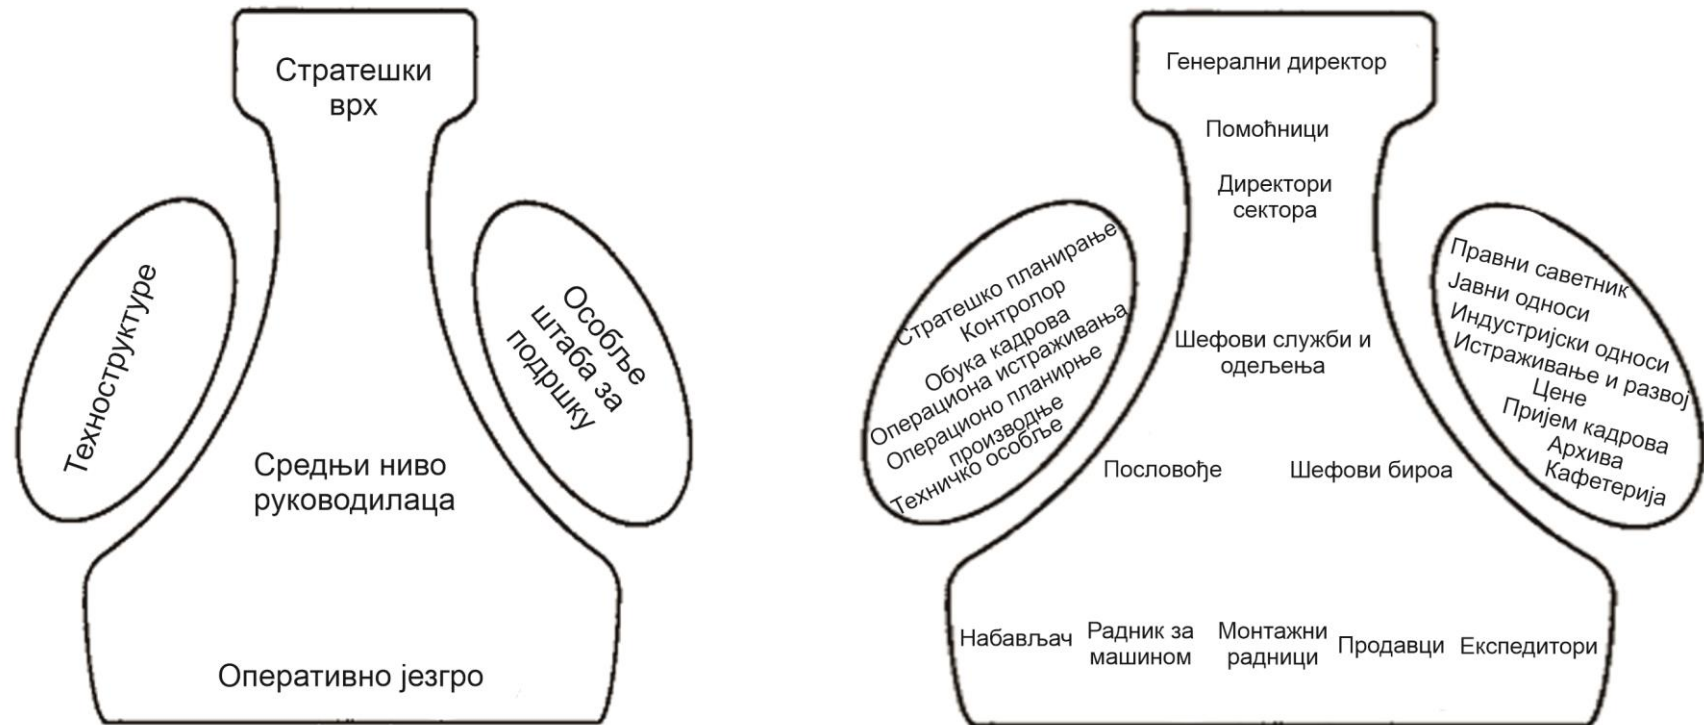 Стратешки
врх
Техноструктуре
Особље
штаба за
подршку
Средњи ниво
руководилаца
Оперативно језгро
Генерални директор
Помоћници
Директори
сектора
Стратешко планирање
Контролор
Обука кадрова
Операциона истраживања
Операционо планирње
производње
Техничко особље
Шефови служби и
одељења
Правни саветник
Јавни односи
Индустријски односи
Истраживање и развој
Цене
Пријем кадрова
Архива
Кафетерија
Пословође
Шефови бироа
Набављач
Радник за
машином
Монтажни
радници
Продавци
Експедитори